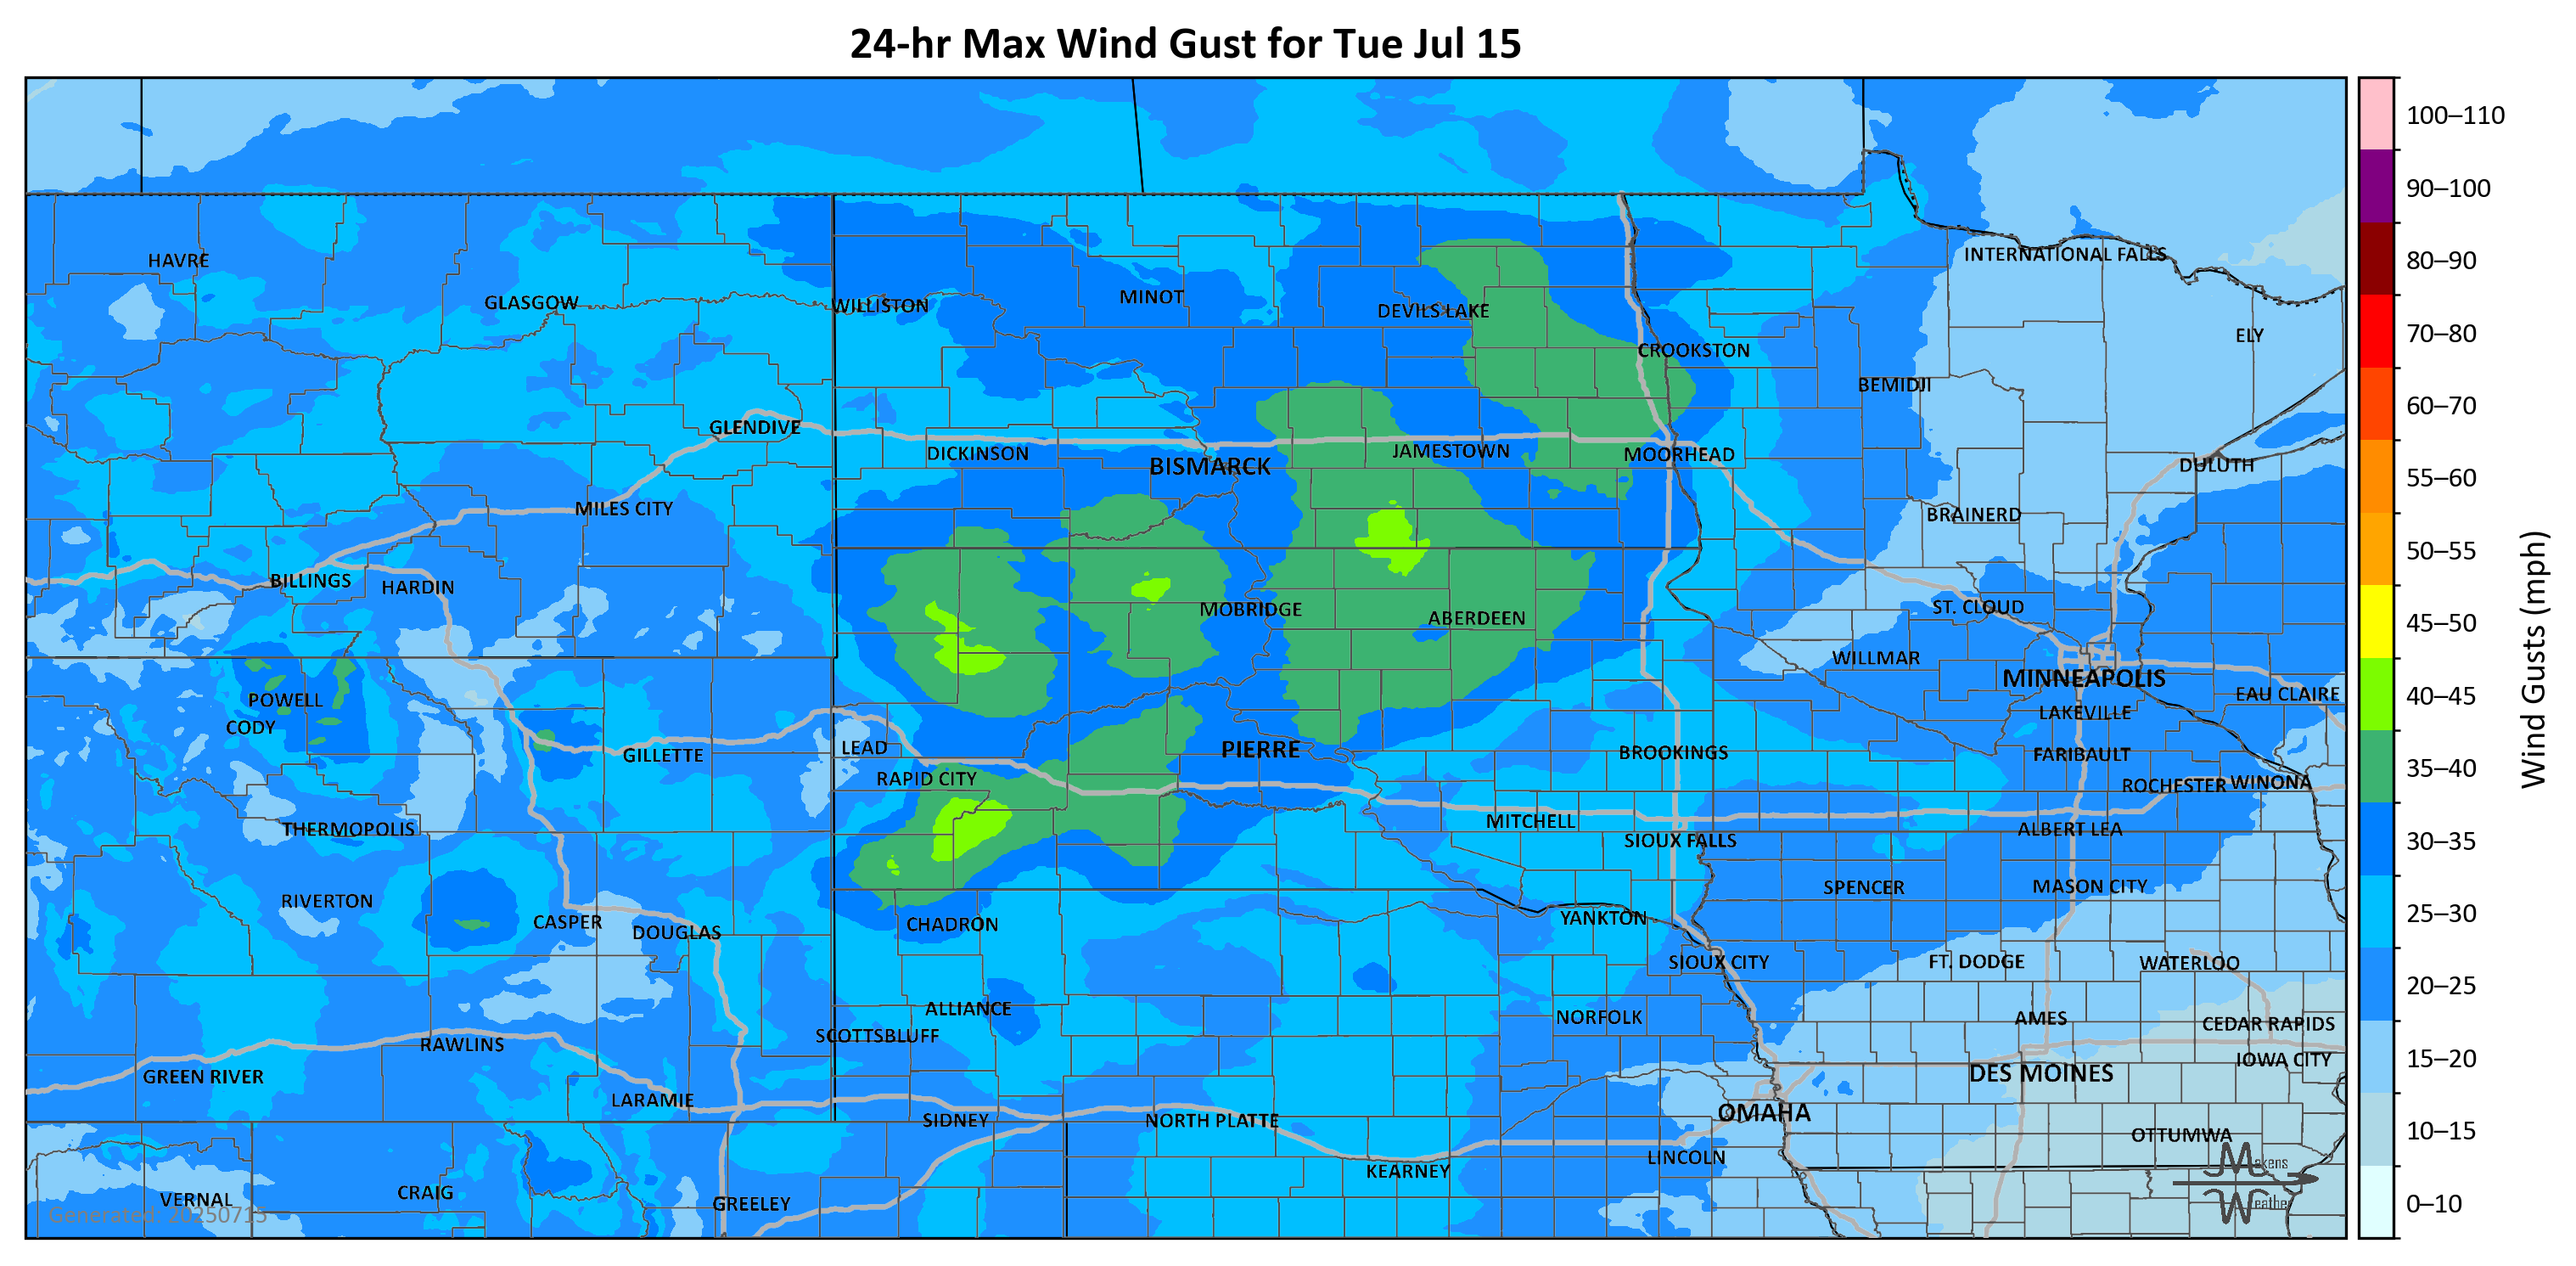 24-hr Max Wind Gust for Tue Jul 15
100–110
90–100
80–90
70–80
60–70
55–60
50–55
45–50
40–45
35–40
30–35
25–30
20–25
15–20
10–15
0–10
Wind Gusts (mph)
HAVRE
INTERNATIONAL FALLS
GLASGOW
WILLISTON
MINOT
DEVILS LAKE
ELY
CROOKSTON
BEMIDJI
GLENDIVE
DICKINSON
BISMARCK
JAMESTOWN
MOORHEAD
DULUTH
MILES CITY
BRAINERD
BILLINGS
HARDIN
MOBRIDGE
ABERDEEN
ST. CLOUD
WILLMAR
MINNEAPOLIS
POWELL
EAU CLAIRE
CODY
LAKEVILLE
GILLETTE
LEAD
PIERRE
BROOKINGS
FARIBAULT
RAPID CITY
ROCHESTER
WINONA
THERMOPOLIS
MITCHELL
SIOUX FALLS
ALBERT LEA
RIVERTON
SPENCER
MASON CITY
CASPER
DOUGLAS
CHADRON
YANKTON
SIOUX CITY
FT. DODGE
WATERLOO
ALLIANCE
SCOTTSBLUFF
NORFOLK
AMES
CEDAR RAPIDS
RAWLINS
IOWA CITY
GREEN RIVER
DES MOINES
LARAMIE
SIDNEY
NORTH PLATTE
OMAHA
OTTUMWA
KEARNEY
LINCOLN
VERNAL
CRAIG
GREELEY
Generated: 20250715
Makens
Weather